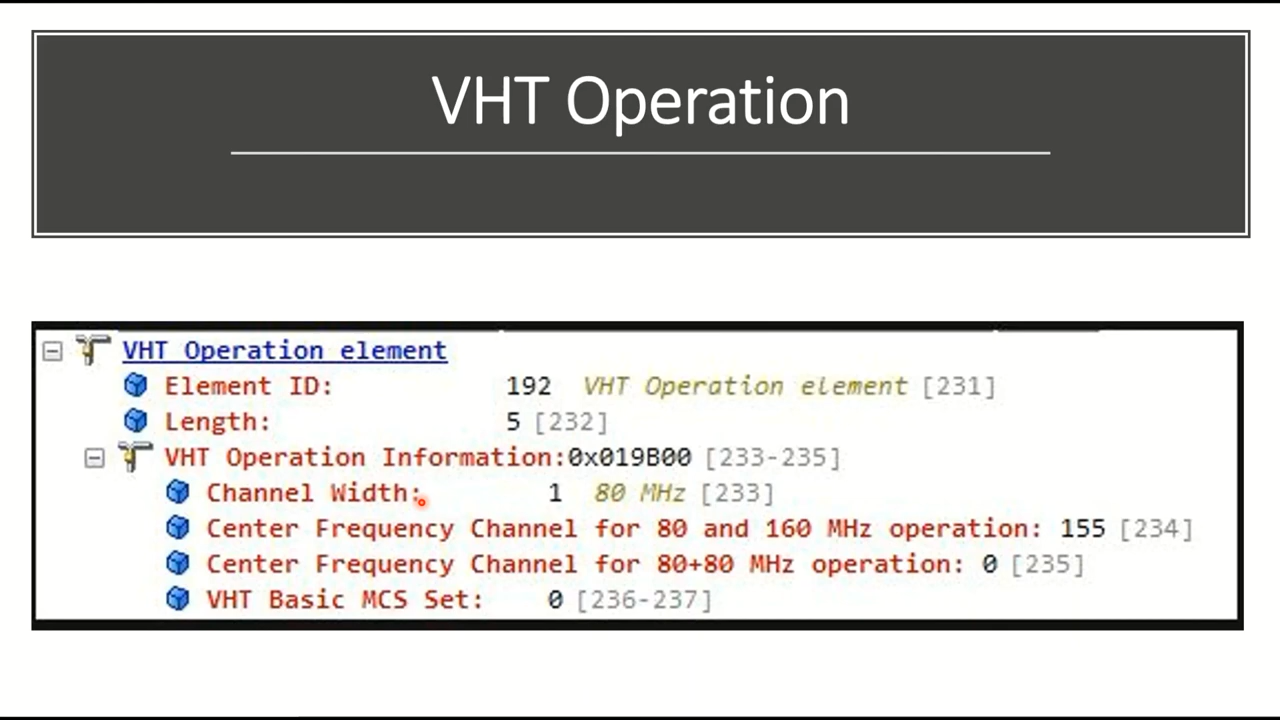 VHT Operation
VHT Operation element
Element ID: 192 VHT Operation element [231]
Length: 5 [232]
VHT Operation Information:0x019B00 [233-235]
Channel Width: 1 80 MHz [233]
Center Frequency Channel for 80 and 160 MHz operation: 155 [234]
Center Frequency Channel for 80+80 MHz operation: 0 [235]
VHT Basic MCS Set: 0 [236-237]